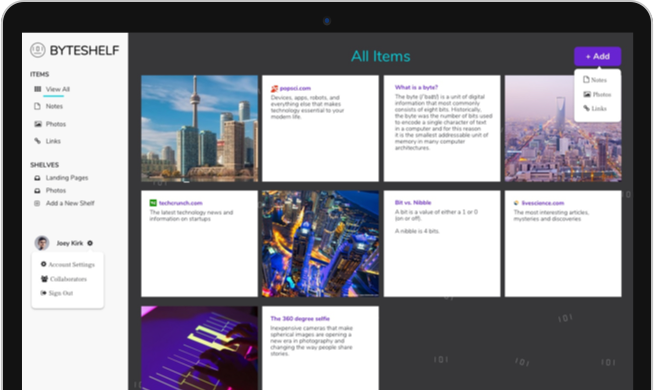 BYTESHELF
ITEMS
View All
Notes
Photos
Links
SHELVES
Landing Pages
Photos
Add a New Shelf
Joey Kirk
Account Settings
Collaborators
Sign Out
All Items
+ Add
Notes
Photos
Links
popsci.com
Devices, apps, robots, and
everything else that makes
technology essential to your
modern life.
What is a byte?
The byte (/ˈbaɪt/) is a unit of digital
information that most commonly
consists of eight bits. Historically,
the byte was the number of bits used
to encode a single character of text
in a computer and for this reason
it is the smallest addressable unit of
memory in many computer
architectures.
techcrunch.com
The latest technology news and
information on startups
Bit vs. Nibble
A bit is a value of either a 1 or 0
(on or off).
A nibble is 4 bits.
livescience.com
The most interesting articles,
mysteries and discoveries
The 360 degree selfie
Inexpensive cameras that make
spherical images are opening a
new era in photography and
changing the way people share
stories.
101
101
101
101